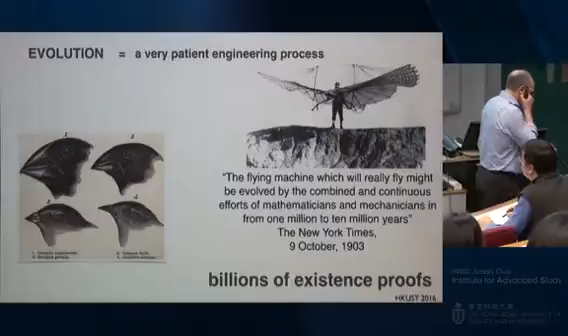 EVOLUTION = a very patient engineering process
"The flying machine which will really fly might
be evolved by the combined and continuous
efforts of mathematicians and mechanicians in
from one million to ten million years"
The New York Times,
9 October, 1903
billions of existence proofs
HKUST 2016
Institute for Advanced Study